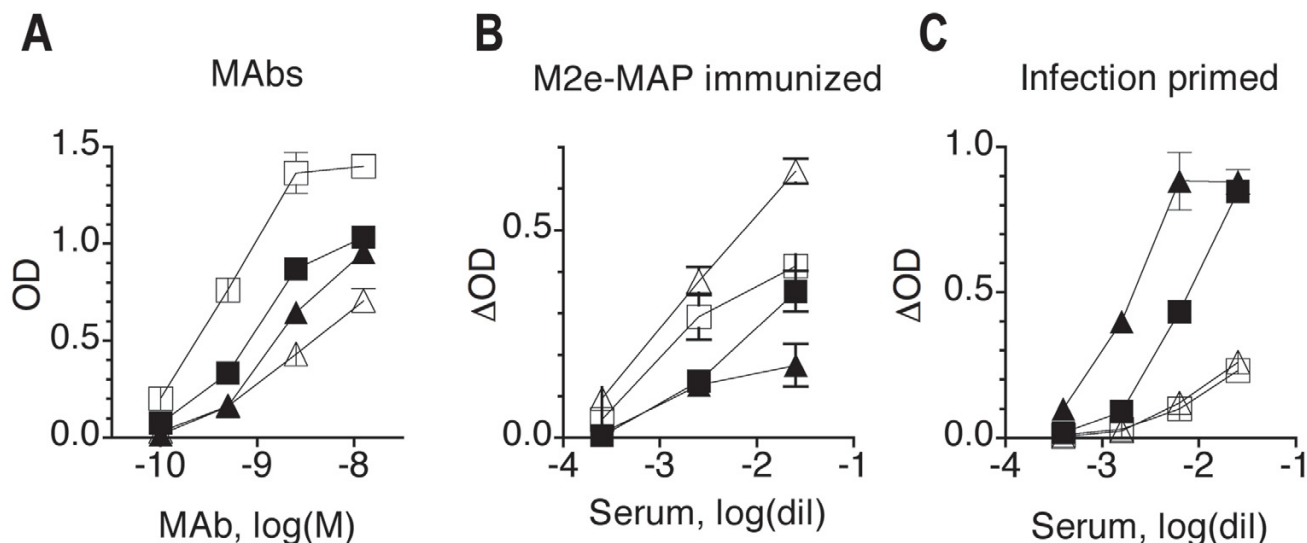 A
MAbs
OD
1.5
1.0
0.5
0.0
-10
-9
-8
MAb, log(M)
B
M2e-MAP immunized
ΔOD
0.5
0.0
-4
-3
-2
-1
Serum, log(dil)
C
Infection primed
ΔOD
1.0
0.5
0.0
-4
-3
-2
-1
Serum, log(dil)